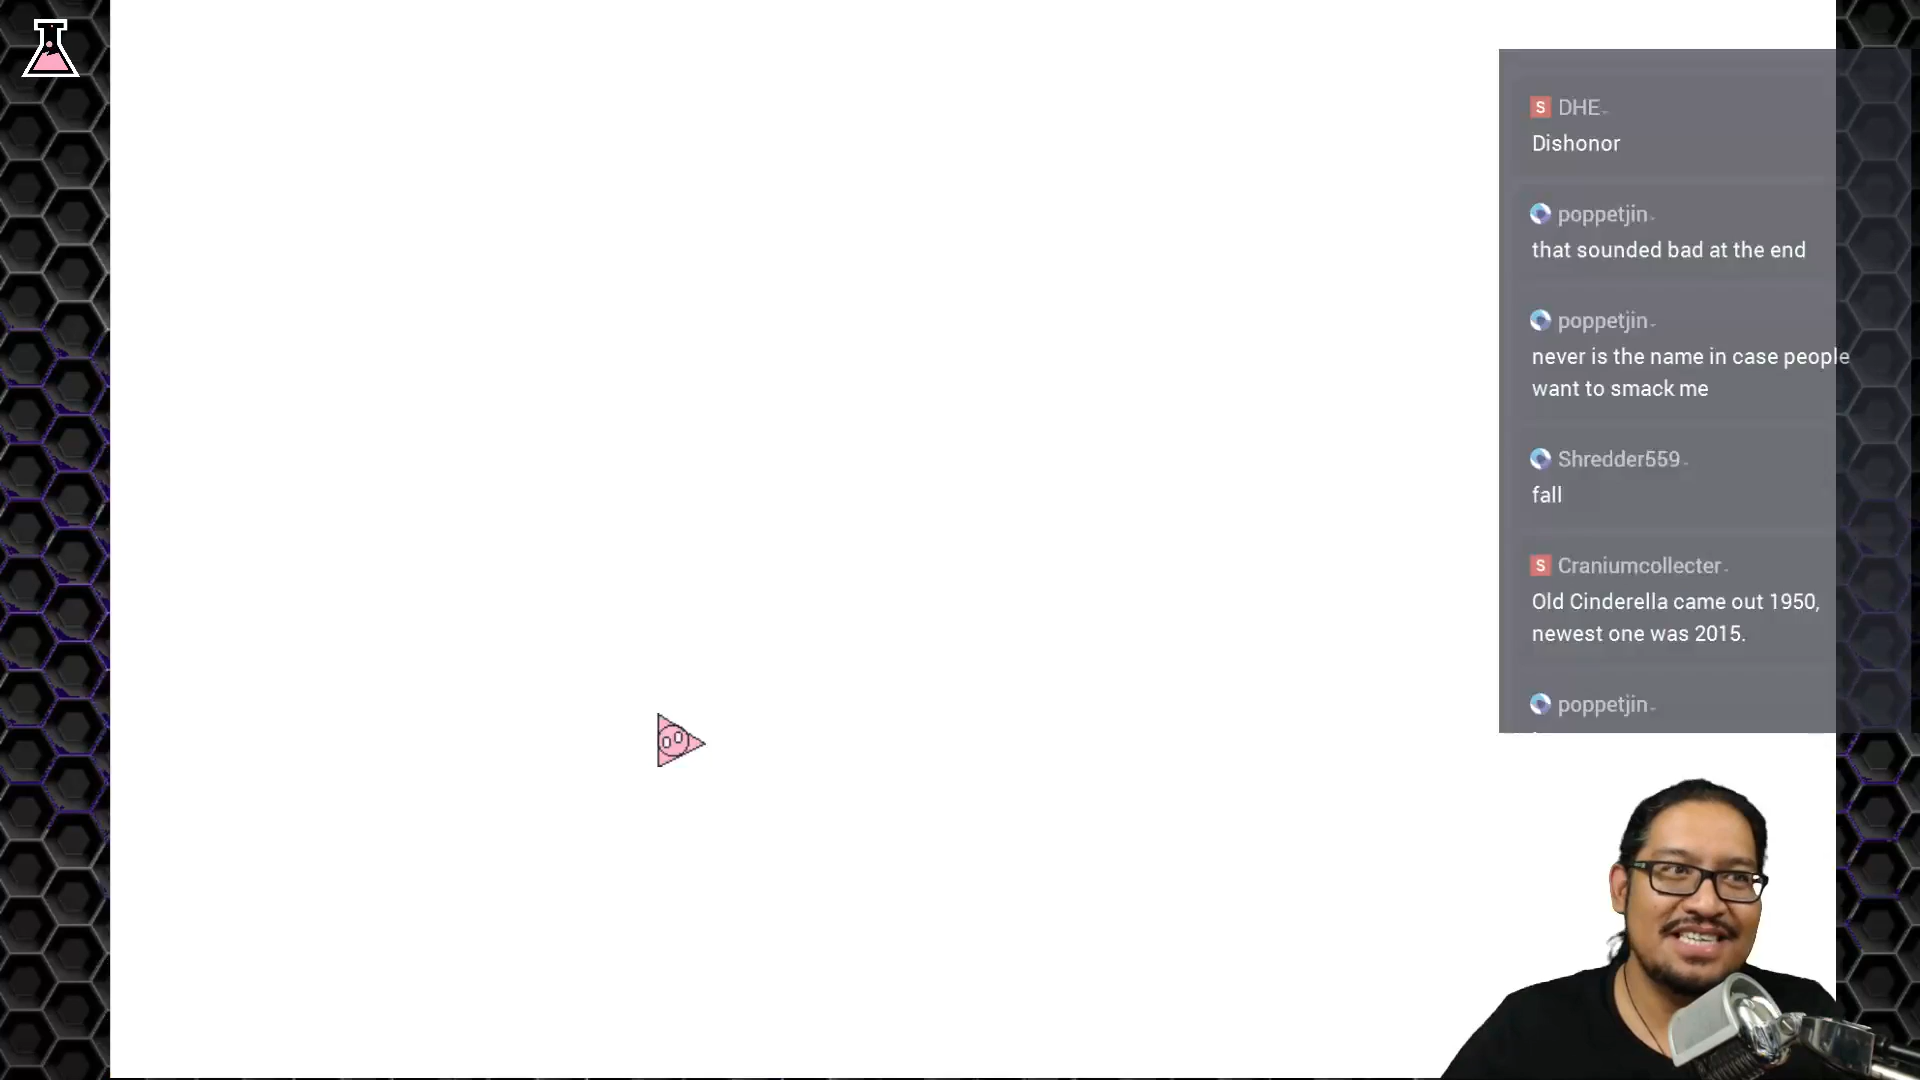 S DHE
Dishonor
poppetjin
that sounded bad at the end
poppetjin
never is the name in case people
want to smack me
Shredder559
fall
S Craniumcollecter
Old Cinderella came out 1950,
newest one was 2015.
poppetjin